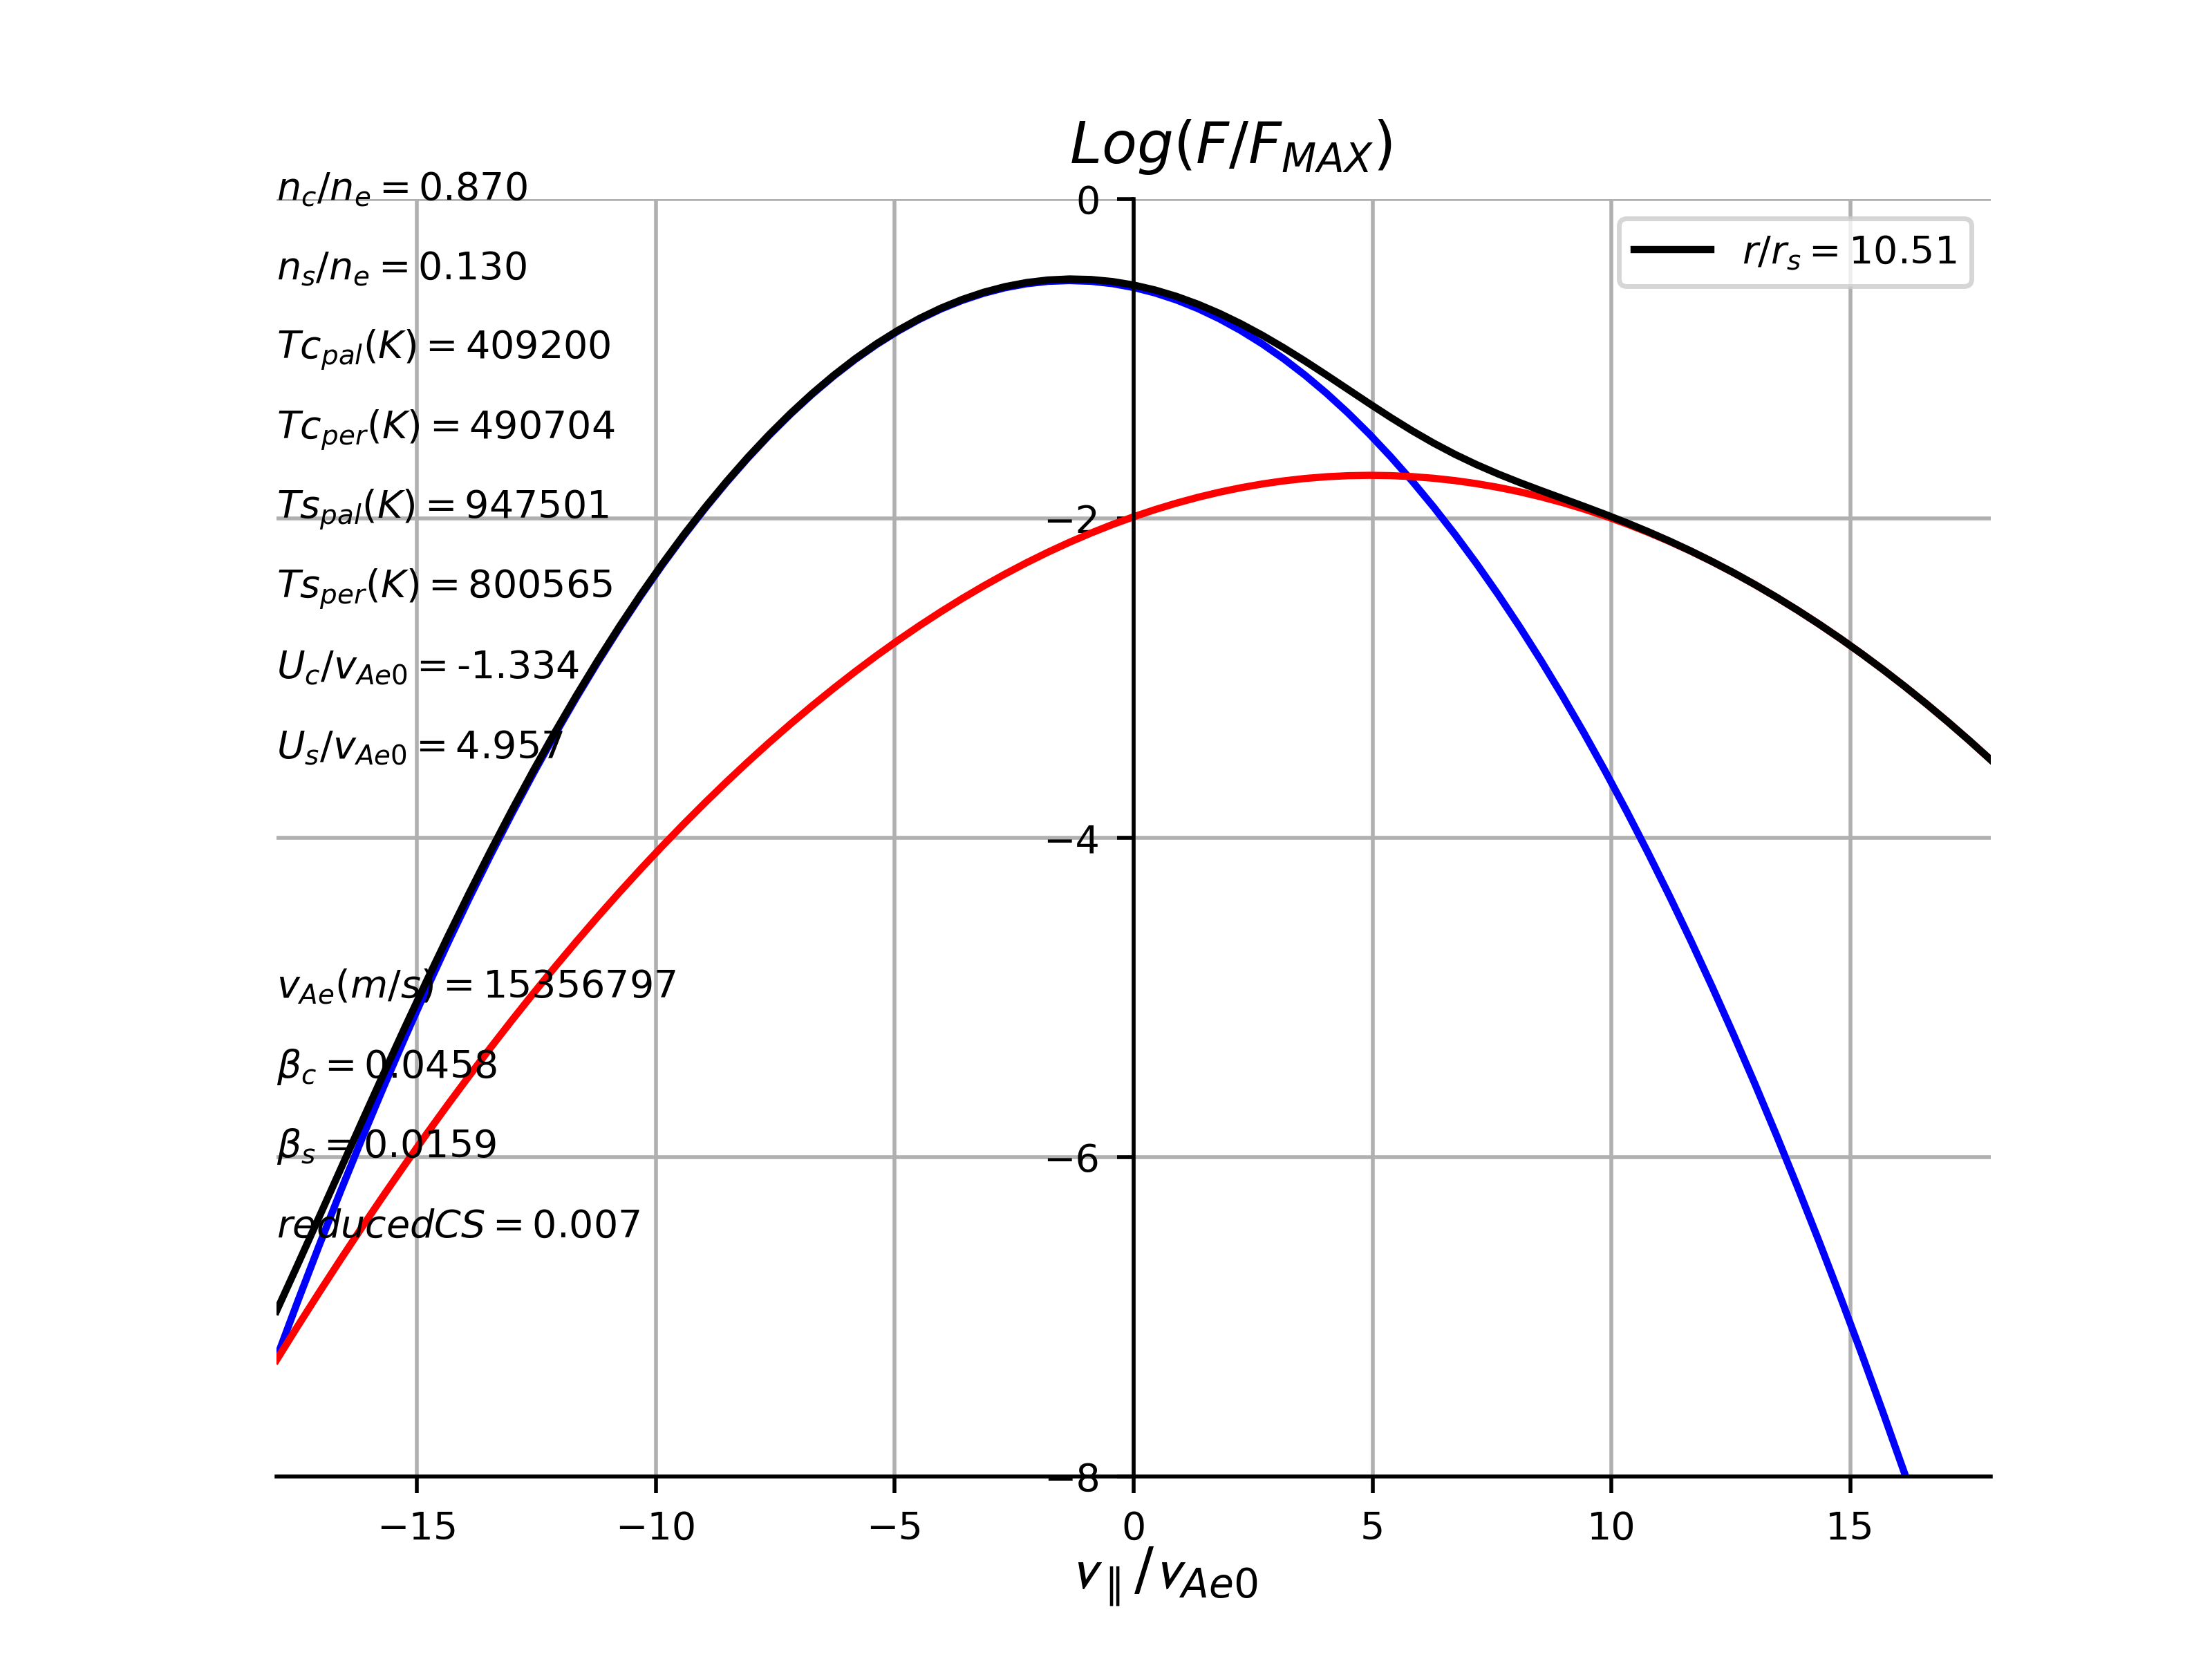 Log(F/F_MAX)
n_c/n_e = 0.870
0
r/r_s = 10.51
n_s/n_e = 0.130
Tc_pal(K) = 409200
Tc_per(K) = 490704
Ts_pal(K) = 947501
−2
Ts_per(K) = 800565
U_c/v_Ae0 = -1.334
U_s/v_Ae0 = 4.957
−4
v_Ae(m/s) = 15356797
β_c = 0.0458
β_s = 0.0159
−6
reducedCS = 0.007
−8
−15 −10 −5 0 5 10 15
v_∥/v_Ae0